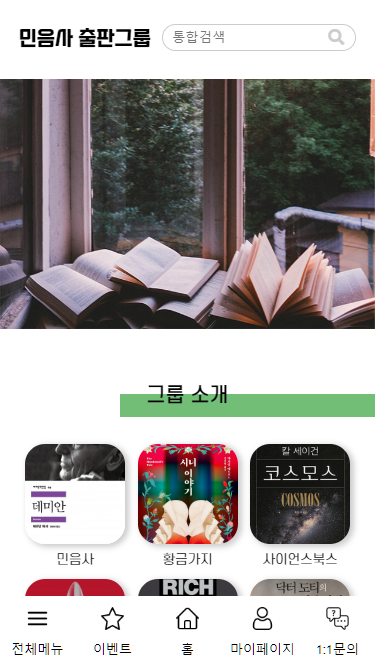 민음사 출판그룹
통합검색
그룹 소개
데미안
민음사
시녀
이야기
황금가지
칼 세이건
코스모스
COSMOS
사이언스북스
RICH
닥터 도티의
전체메뉴
이벤트
홈
마이페이지
1:1문의